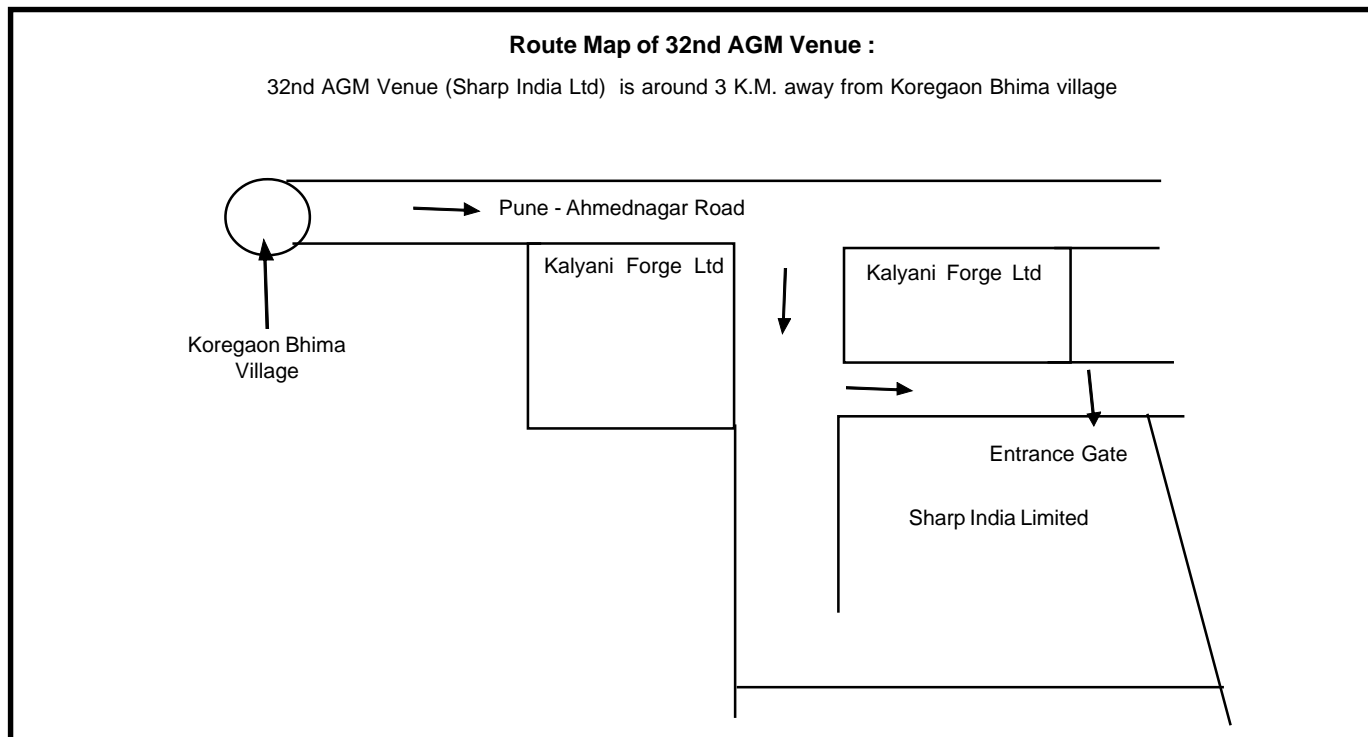 Route Map of 32nd AGM Venue :
32nd AGM Venue (Sharp India Ltd) is around 3 K.M. away from Koregaon Bhima village
Pune - Ahmednagar Road
Kalyani Forge Ltd
Kalyani Forge Ltd
Koregaon Bhima
Village
Entrance Gate
Sharp India Limited